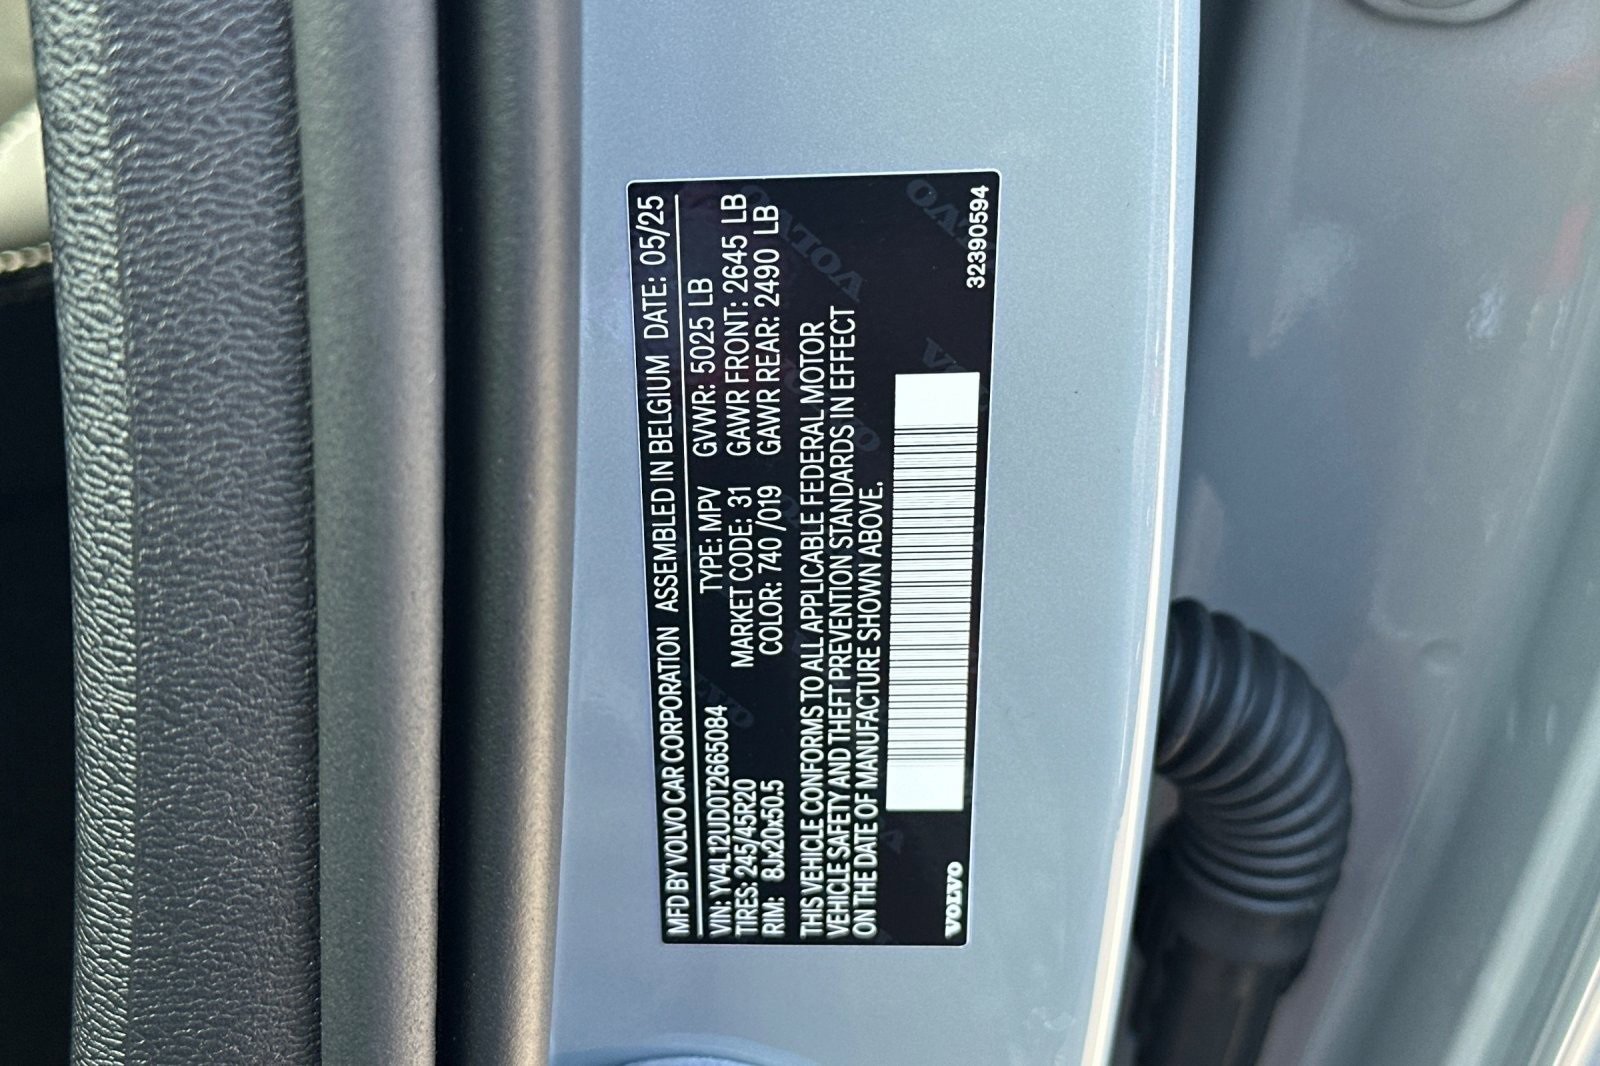 MFD BY VOLVO CAR CORPORATION ASSEMBLED IN BELGIUM DATE: 05/25
VIN: YV4L12UD0T2665084 TYPE: MPV GVWR: 5025 LB
TIRES: 245/45R20 MARKET CODE: 31 GAWR FRONT: 2645 LB
RIM: 8Jx20x50.5 COLOR: 740 /019 GAWR REAR: 2490 LB
THIS VEHICLE CONFORMS TO ALL APPLICABLE FEDERAL MOTOR
VEHICLE SAFETY AND THEFT PREVENTION STANDARDS IN EFFECT
ON THE DATE OF MANUFACTURE SHOWN ABOVE.
VOLVO 32390594